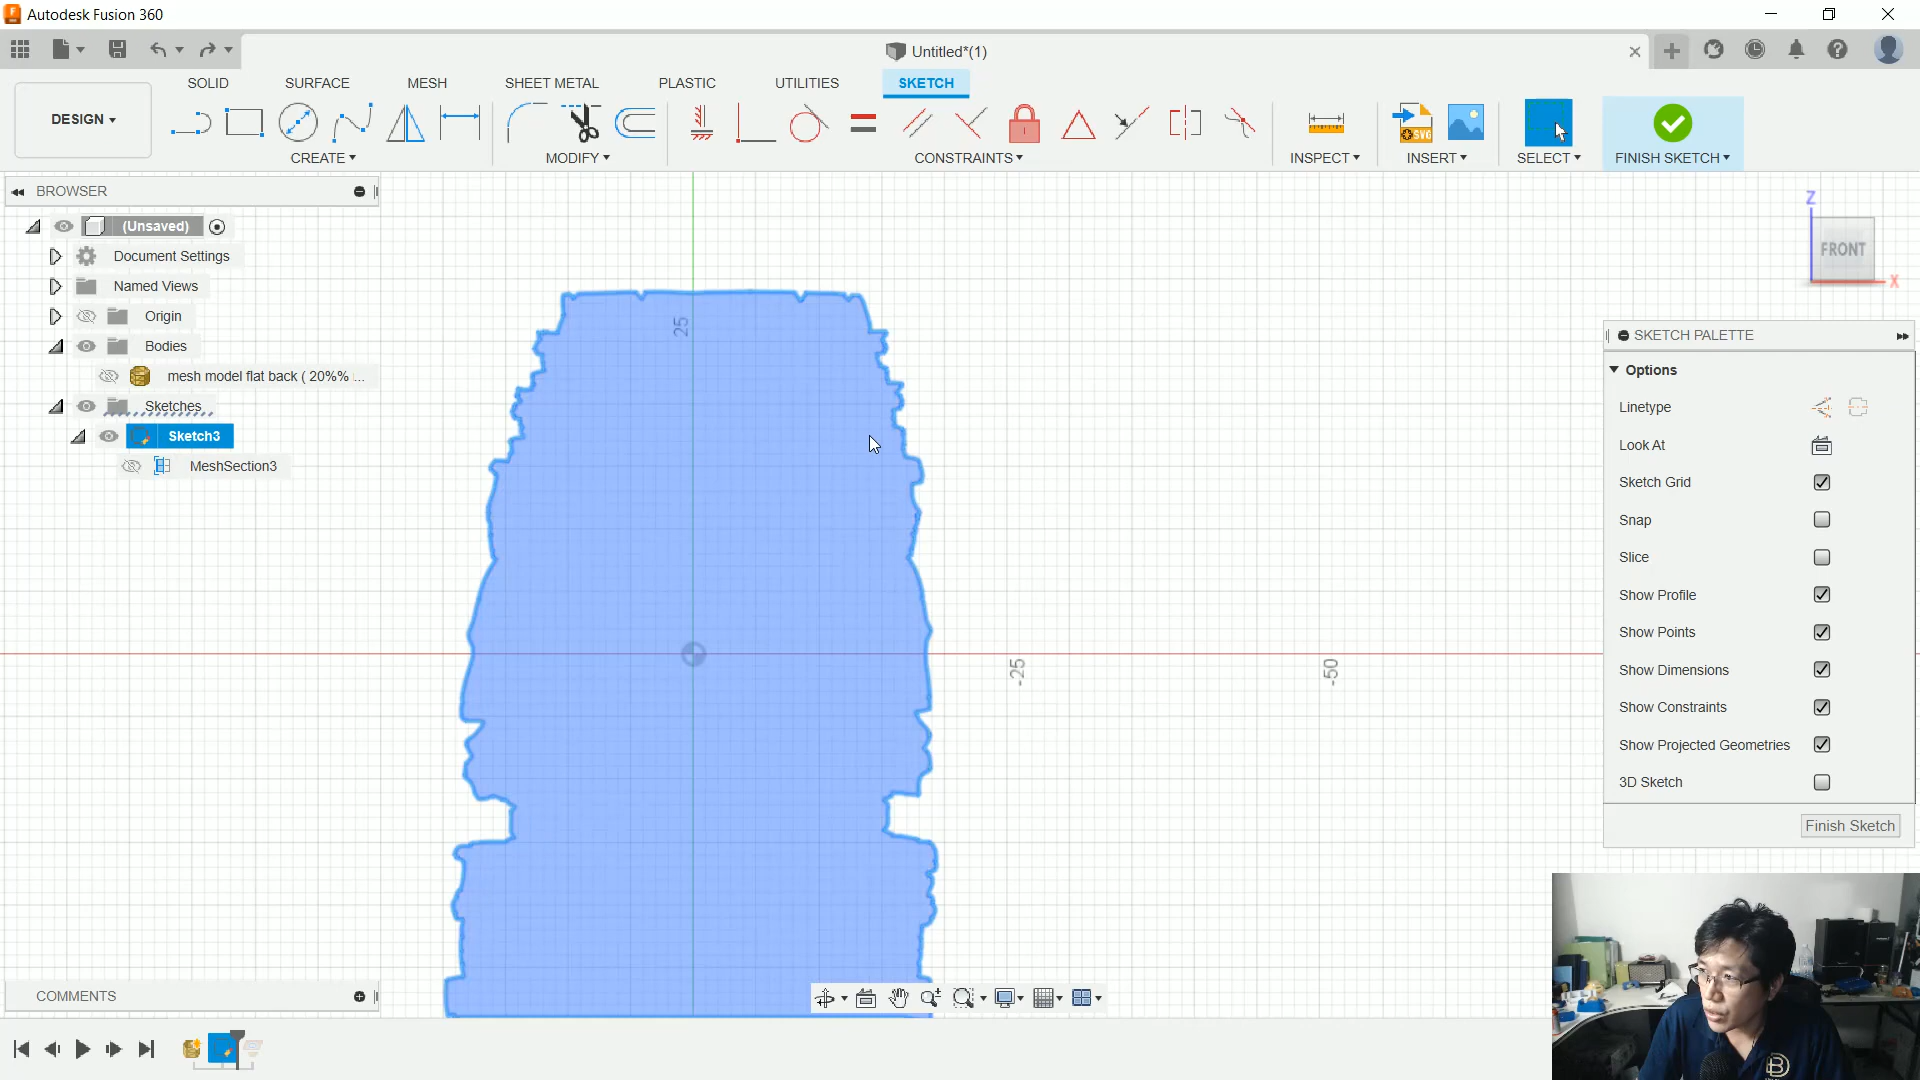 Autodesk Fusion 360
Untitled*(1)
SOLID SURFACE MESH SHEET METAL PLASTIC UTILITIES SKETCH
DESIGN
SVG
CREATE MODIFY CONSTRAINTS INSPECT INSERT SELECT FINISH SKETCH
BROWSER
(Unsaved)
Document Settings
Named Views
Origin
Bodies
mesh model flat back ( 20%% ...
Sketches
Sketch3
MeshSection3
25
-25
-50
Z
FRONT
X
SKETCH PALETTE
Options
Linetype
Look At
Sketch Grid
Snap
Slice
Show Profile
Show Points
Show Dimensions
Show Constraints
Show Projected Geometries
3D Sketch
Finish Sketch
COMMENTS
B